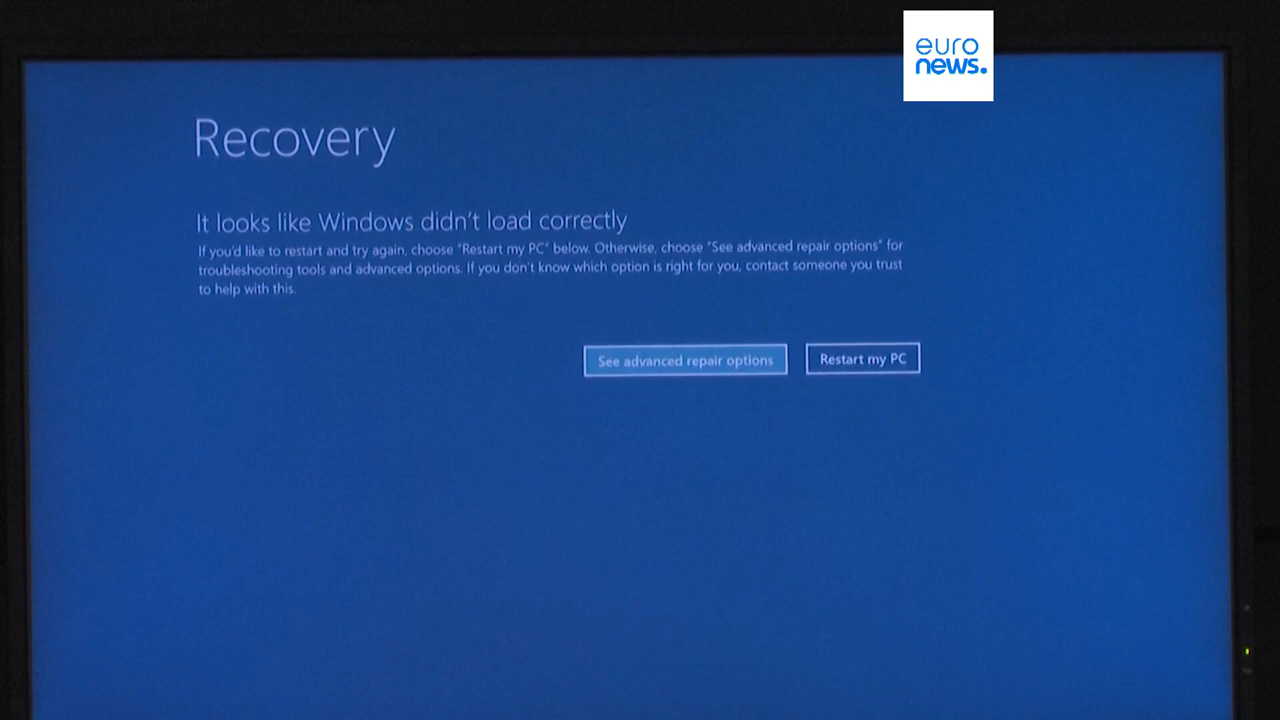 euro
news.
Recovery
It looks like Windows didn't load correctly
If you'd like to restart and try again, choose "Restart my PC" below. Otherwise, choose "See advanced repair options" for
troubleshooting tools and advanced options. If you don't know which option is right for you, contact someone you trust
to help with this.
See advanced repair options Restart my PC